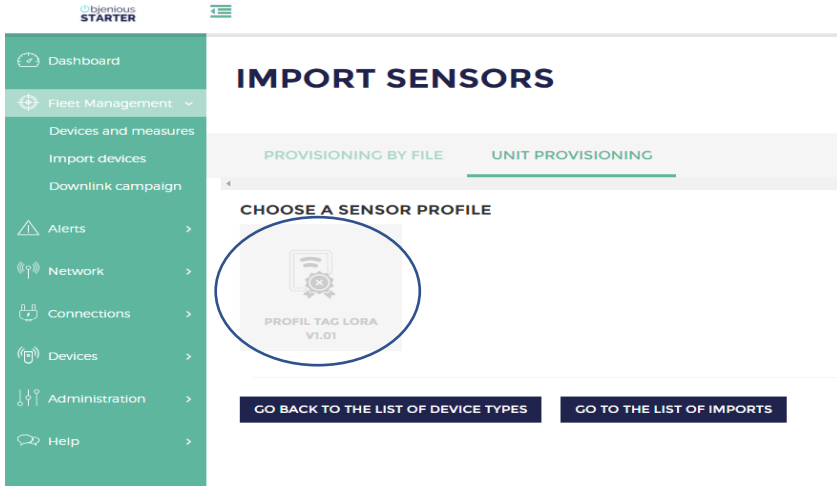 Objenious
STARTER
Dashboard
Fleet Management
Devices and measures
Import devices
Downlink campaign
Alerts
Network
Connections
Devices
Administration
Help
IMPORT SENSORS
PROVISIONING BY FILE
UNIT PROVISIONING
CHOOSE A SENSOR PROFILE
PROFIL TAG LORA
V1.01
GO BACK TO THE LIST OF DEVICE TYPES
GO TO THE LIST OF IMPORTS